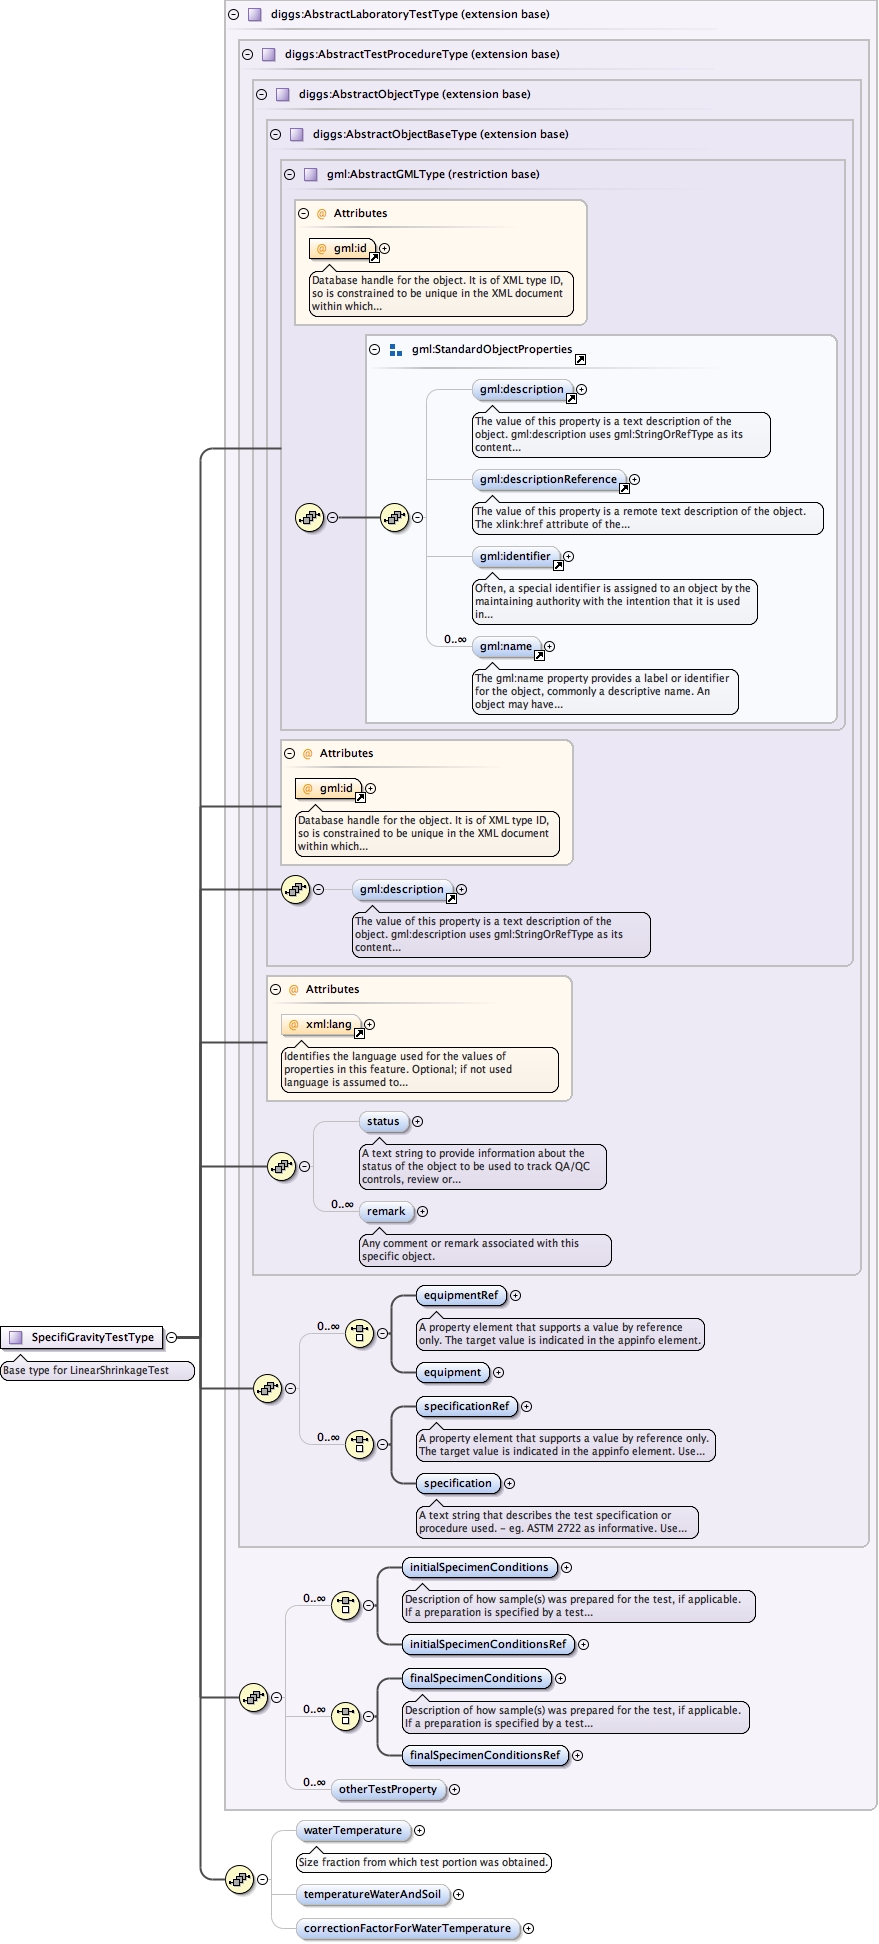 diggs:AbstractLaboratoryTestType (extension base)
diggs:AbstractTestProcedureType (extension base)
diggs:AbstractObjectType (extension base)
diggs:AbstractObjectBaseType (extension base)
gml:AbstractGMLType (restriction base)
@ Attributes
@ gml:id
Database handle for the object. It is of XML type ID,
so is constrained to be unique in the XML document
within which...
gml:StandardObjectProperties
gml:description
The value of this property is a text description of the
object. gml:description uses gml:StringOrRefType as its
content...
gml:descriptionReference
The value of this property is a remote text description of the object.
The xlink:href attribute of the...
gml:identifier
Often, a special identifier is assigned to an object by the
maintaining authority with the intention that it is used
in...
0..∞ gml:name
The gml:name property provides a label or identifier
for the object, commonly a descriptive name. An
object may have...
@ Attributes
@ gml:id
Database handle for the object. It is of XML type ID,
so is constrained to be unique in the XML document
within which...
gml:description
The value of this property is a text description of the
object. gml:description uses gml:StringOrRefType as its
content...
@ Attributes
@ xml:lang
Identifies the language used for the values of
properties in this feature. Optional; if not used
language is assumed to...
status
A text string to provide information about the
status of the object to be used to track QA/QC
controls, review or...
0..∞ remark
Any comment or remark associated with this
specific object.
SpecifiGravityTestType
Base type for LinearShrinkageTest
0..∞
equipmentRef
A property element that supports a value by reference
only. The target value is indicated in the appinfo element.
equipment
0..∞
specificationRef
A property element that supports a value by reference only.
The target value is indicated in the appinfo element. Use...
specification
A text string that describes the test specification or
procedure used. - eg. ASTM 2722 as informative. Use...
0..∞
initialSpecimenConditions
Description of how sample(s) was prepared for the test, if applicable.
If a preparation is specified by a test...
initialSpecimenConditionsRef
0..∞
finalSpecimenConditions
Description of how sample(s) was prepared for the test, if applicable.
If a preparation is specified by a test...
finalSpecimenConditionsRef
0..∞ otherTestProperty
waterTemperature
Size fraction from which test portion was obtained.
temperatureWaterAndSoil
correctionFactorForWaterTemperature